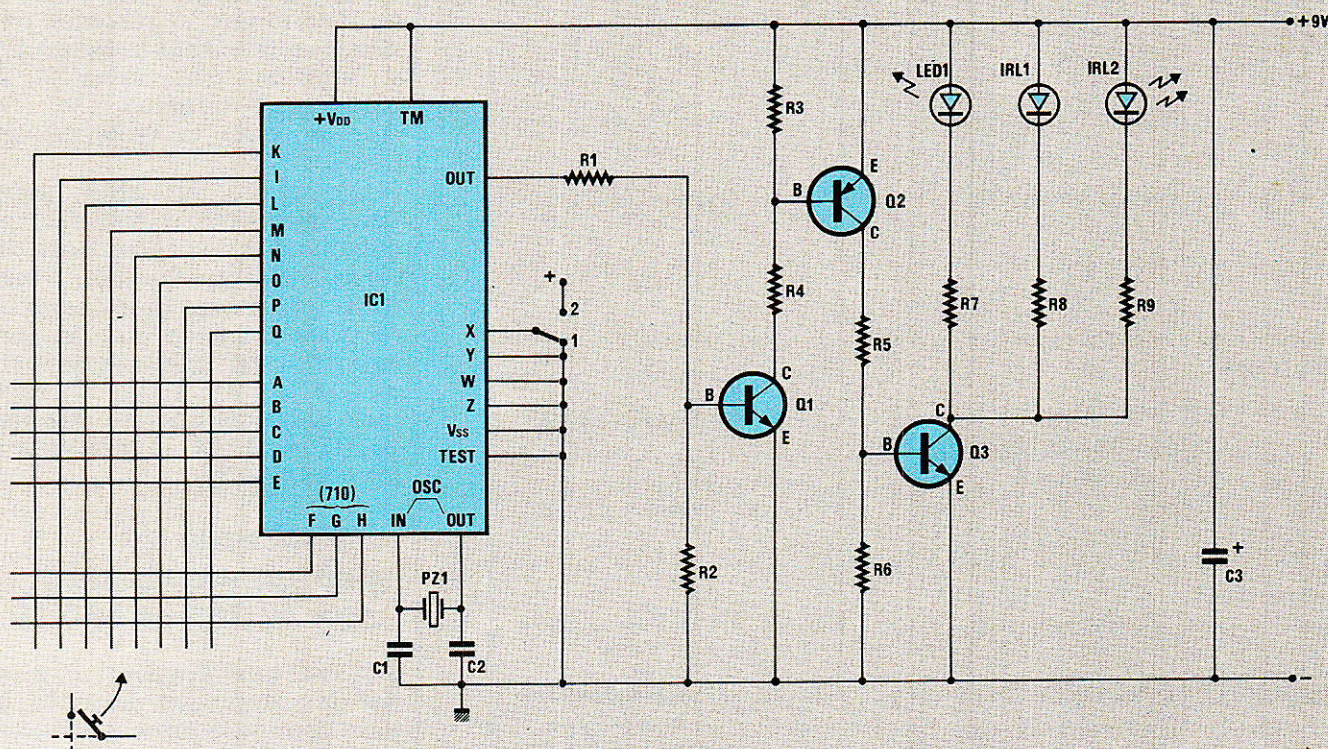 +9V
LED1 IRL1 IRL2
+VDD TM
R3
K
I
L
M
N
O
P
Q
A
B
C
D
E
OUT
R1
E
B Q2
C
IC1
+
2
1
X
Y
W
Z
VSS
TEST
R4
R7 R8 R9
R5
C
B Q1
E
C
B Q3
E
(710) OSC
F G H IN OUT
PZ1
R2
R6
+
C3
C1 C2
-